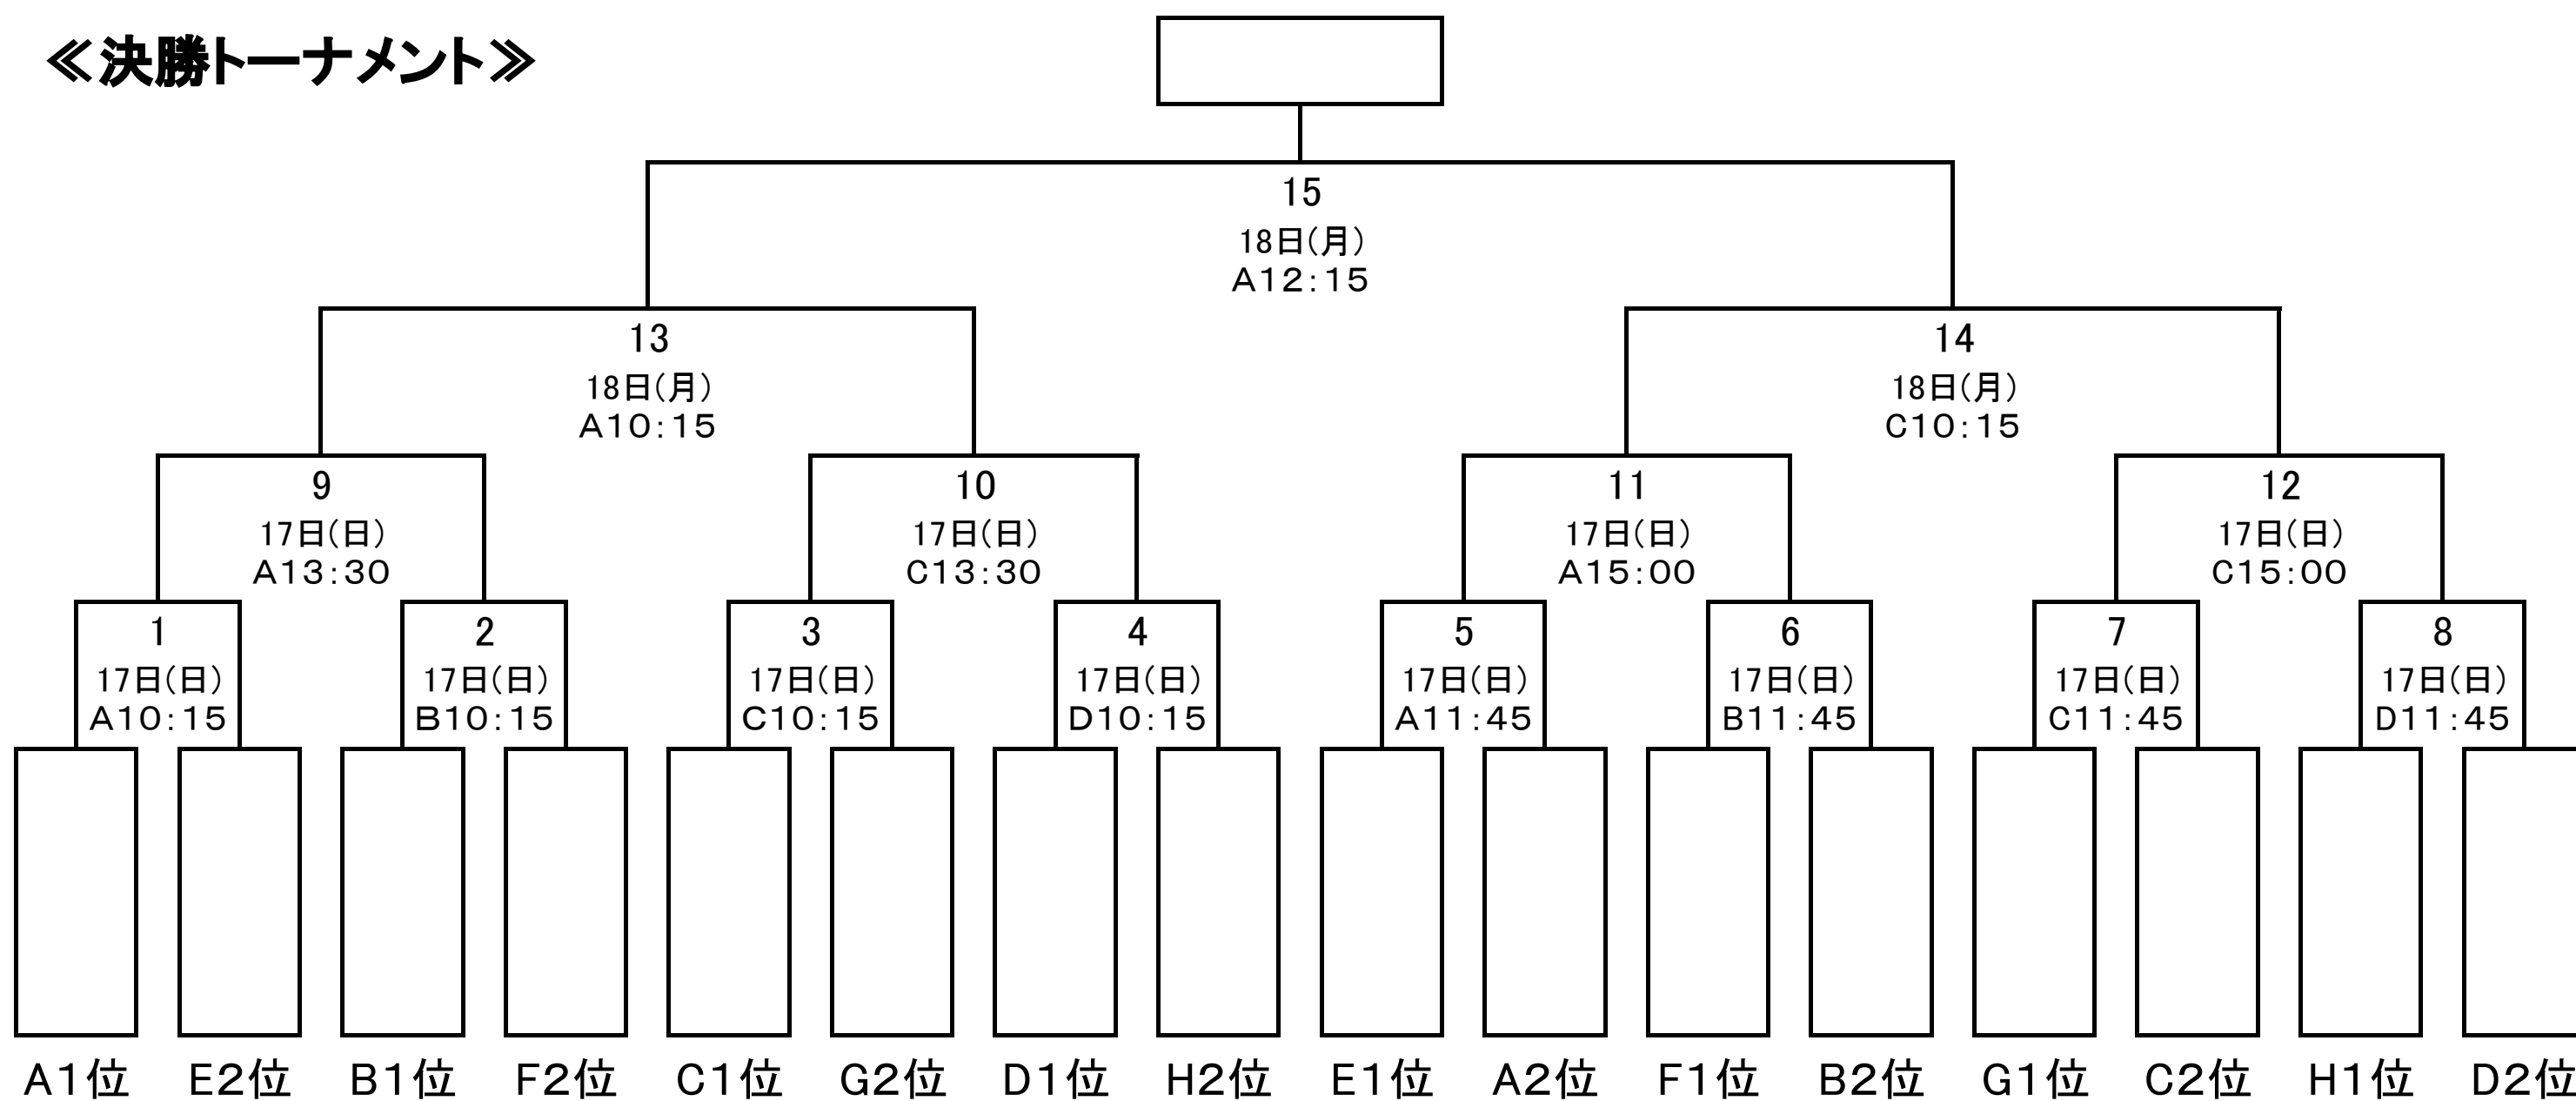 ≪決勝トーナメント≫
15
18日(月)
A12:15
13
18日(月)
A10:15
14
18日(月)
C10:15
9
17日(日)
A13:30
10
17日(日)
C13:30
11
17日(日)
A15:00
12
17日(日)
C15:00
1
17日(日)
A10:15
2
17日(日)
B10:15
3
17日(日)
C10:15
4
17日(日)
D10:15
5
17日(日)
A11:45
6
17日(日)
B11:45
7
17日(日)
C11:45
8
17日(日)
D11:45
A1位 E2位 B1位 F2位 C1位 G2位 D1位 H2位 E1位 A2位 F1位 B2位 G1位 C2位 H1位 D2位